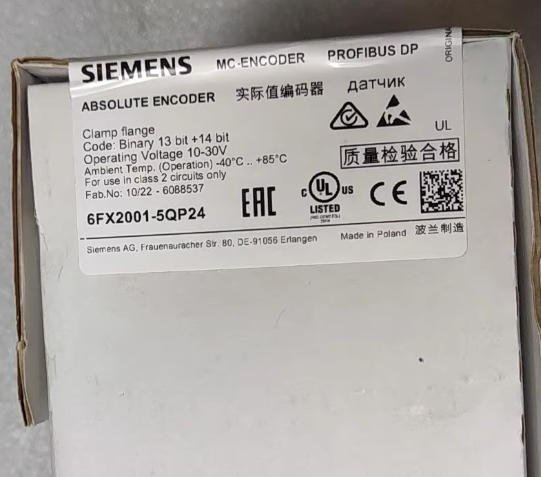 SIEMENS MC-ENCODER PROFIBUS DP
ABSOLUTE ENCODER 实际值编码器 датчик
Clamp flange
Code: Binary 13 bit +14 bit
Operating Voltage 10-30V
Ambient Temp. (Operation) -40°C .. +85°C
For use in class 2 circuits only
Fab.No: 10/22 - 6088537
6FX2001-5QP24
UL
质量检验合格
EAC
c UL US
LISTED
CE
Siemens AG, Frauenauracher Str. 80, DE-91056 Erlangen
Made in Poland 波兰制造